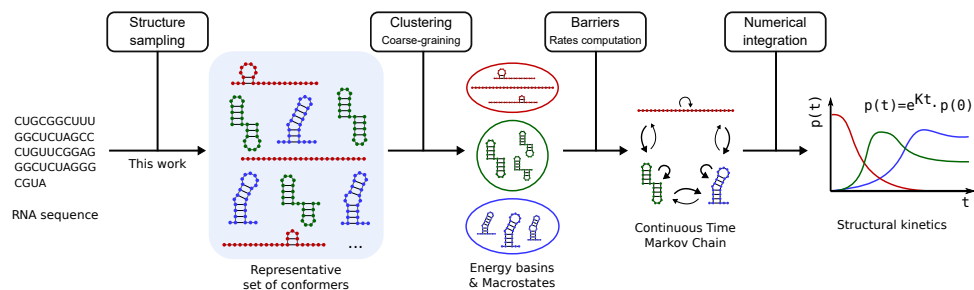 Structure
sampling
Clustering
Coarse-graining
Barriers
Rates computation
Numerical
integration
CUGCGGCUUU
GGCUCUAGCC
CUGUUCGGAG
GGCUCUAGGG
CGUA
RNA sequence
This work
...
Representative
set of conformers
Energy basins
& Macrostates
Continuous Time
Markov Chain
p(t)
p(t)=e^Kt·p(0)
t
Structural kinetics